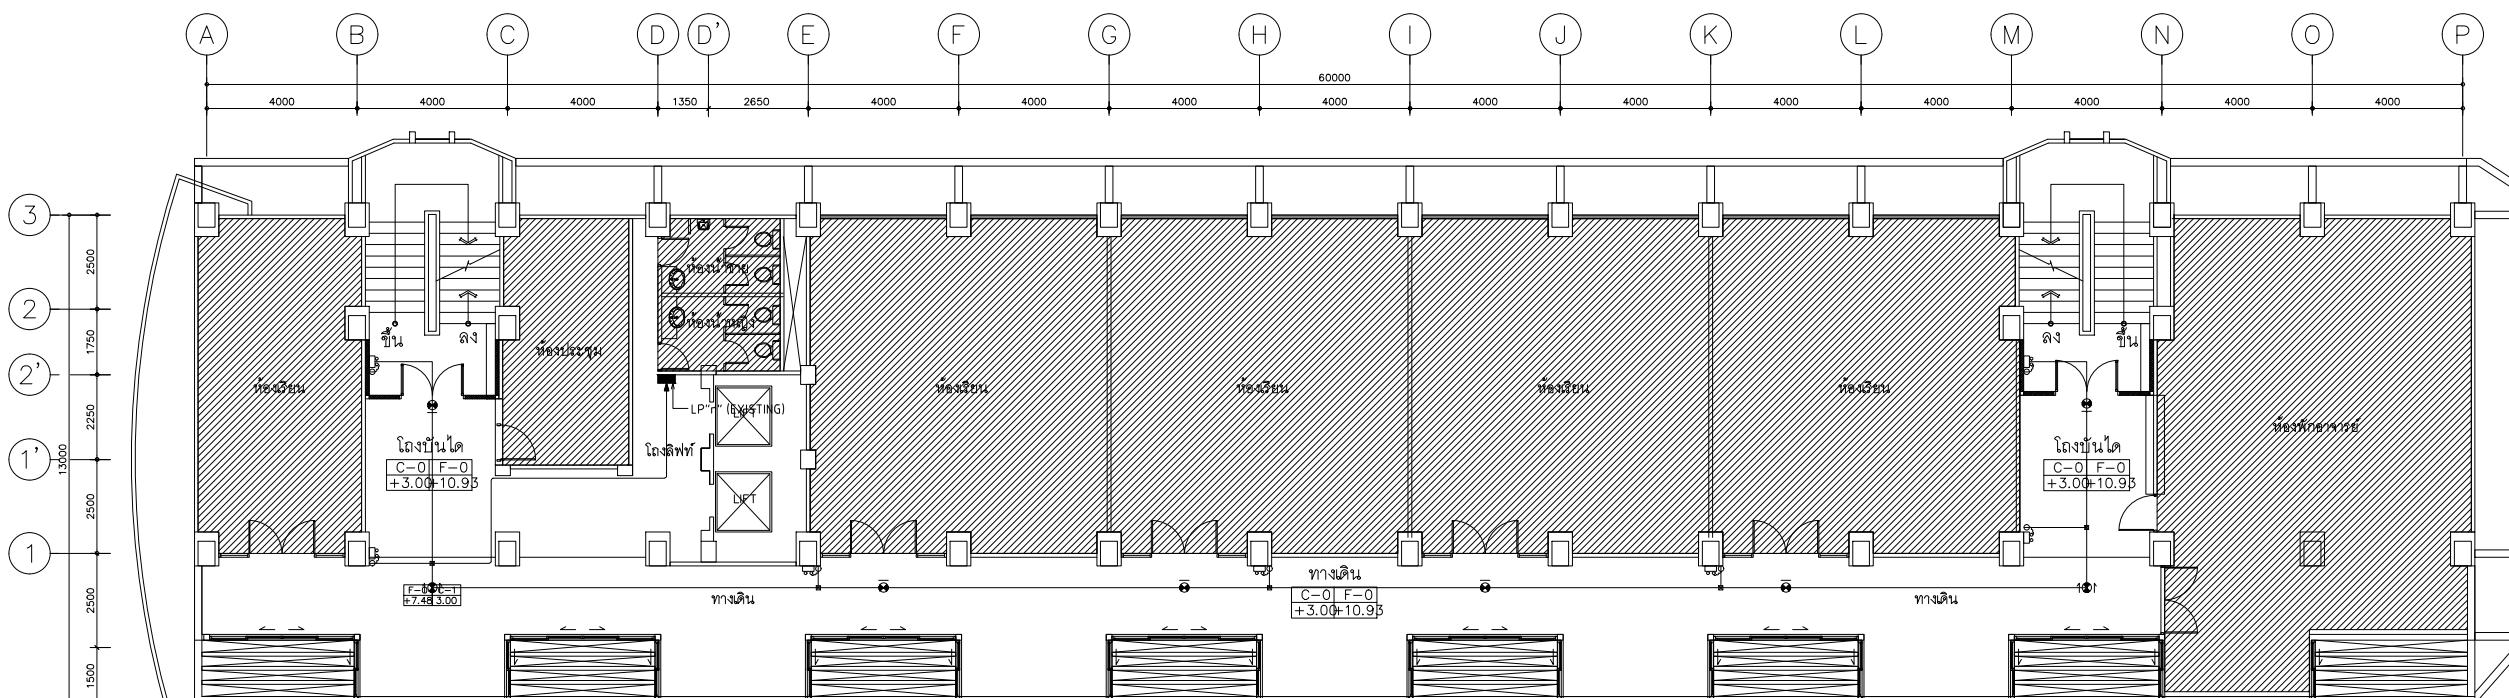 A B C D D' E F G H I J K L M N O P
60000
4000 4000 4000 1350 2650 4000 4000 4000 4000 4000 4000 4000 4000 4000 4000 4000
3
2
2'
1'
1
2500
1750
2250
13000
2500
2500
1500
ห้องน้ำชาย
ห้องน้ำหญิง
ขึ้น ลง
ลง ขึ้น
ห้องประชุม
ห้องเรียน
ห้องเรียน
ห้องเรียน
ห้องเรียน
ห้องเรียน
LP"n" (EXISTING)
LIFT
ห้องพักอาจารย์
โถงบันได
C-0 F-0
+3.00 +10.93
โถงลิฟท์
LIFT
โถงบันได
C-0 F-0
+3.00 +10.93
ทางเดิน
C-0 F-0
+3.00 +10.93
F-0 C-1
+7.48 3.00
ทางเดิน
ทางเดิน